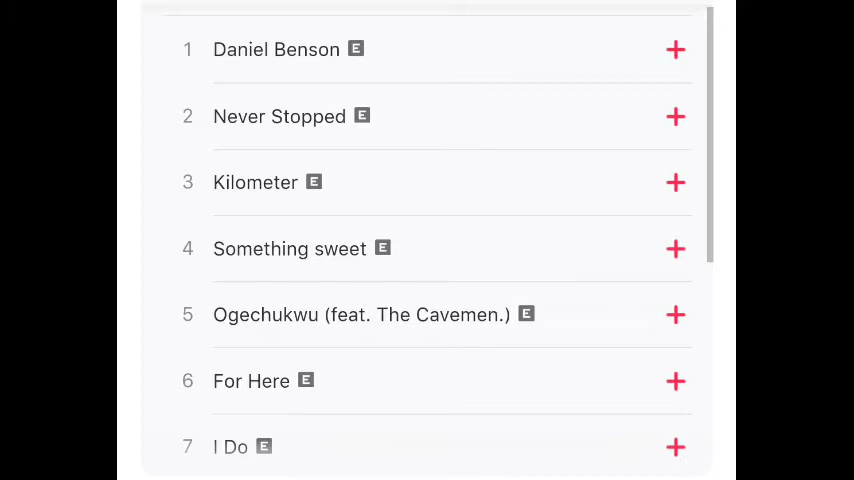 1 Daniel Benson E
2 Never Stopped E
3 Kilometer E
4 Something sweet E
5 Ogechukwu (feat. The Cavemen.) E
6 For Here E
7 I Do E